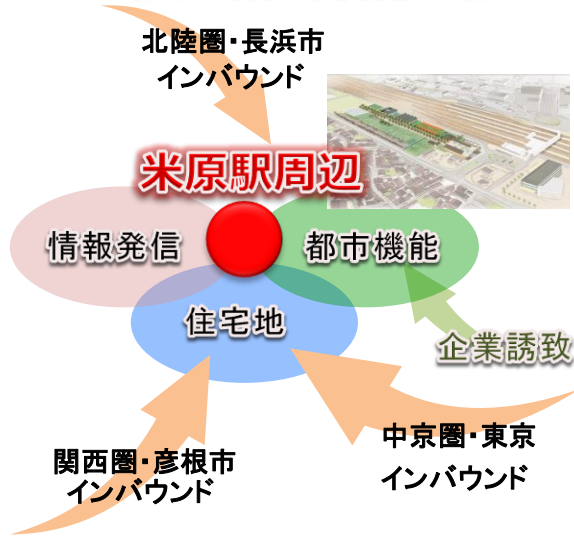 北陸圏・長浜市
インバウンド
米原駅周辺
情報発信
都市機能
住宅地
企業誘致
中京圏・東京
インバウンド
関西圏・彦根市
インバウンド